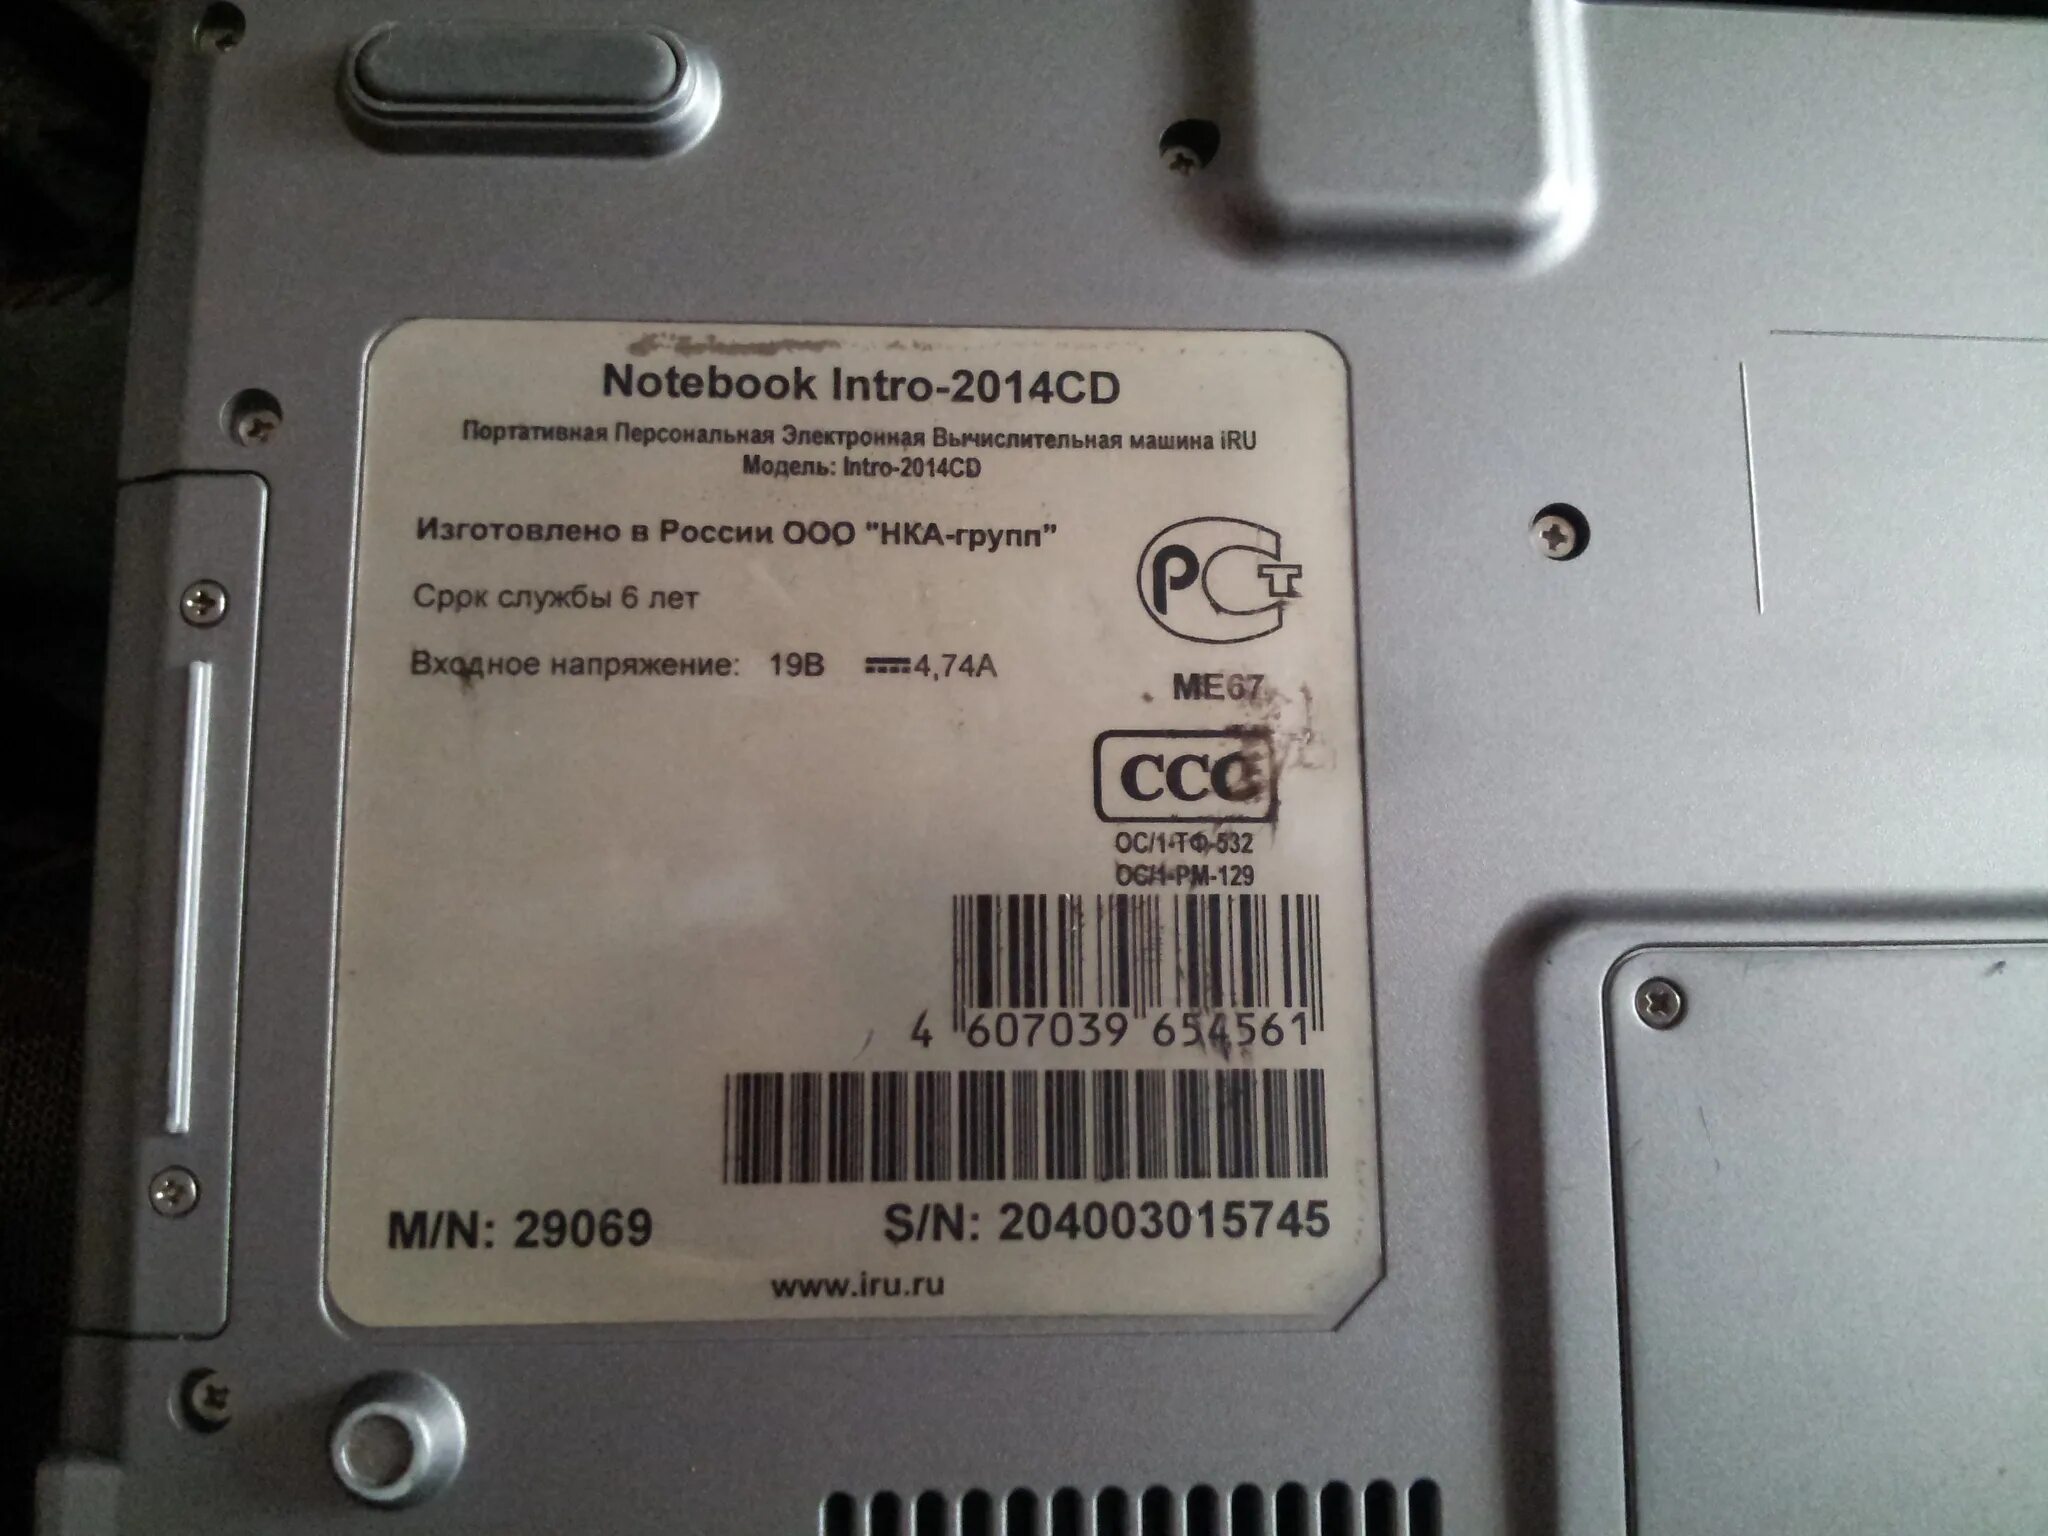 Notebook Intro-2014CD
Портативная Персональная Электронная Вычислительная машина iRU
Модель: Intro-2014CD
Изготовлено в России ООО "НКА-групп"
Срок службы 6 лет
Входное напряжение: 19В 4,74А
РСТ
МЕ67
ССС
ОС/1-ТФ-532
ОС/1-РМ-129
4 607039 654561
M/N: 29069 S/N: 204003015745
www.iru.ru